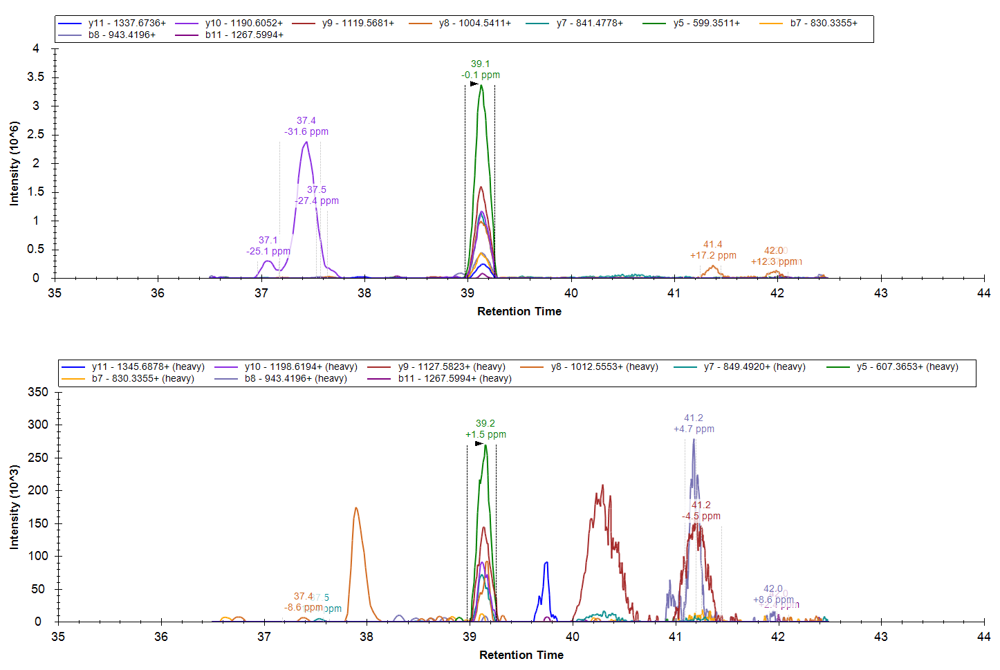 y11 - 1337.6736+ y10 - 1190.6052+ y9 - 1119.5681+ y8 - 1004.5411+ y7 - 841.4778+ y5 - 599.3511+ b7 - 830.3355+
b8 - 943.4196+ b11 - 1267.5994+
4
3.5
3
2.5
2
1.5
1
0.5
0
Intensity (10^6)
39.1
-0.1 ppm
37.4
-31.6 ppm
37.5
-27.4 ppm
37.1
-25.1 ppm
41.4
+17.2 ppm
42.0
+12.3 ppm
35 36 37 38 39 40 41 42 43 44
Retention Time
y11 - 1345.6878+ (heavy) y10 - 1198.6194+ (heavy) y9 - 1127.5823+ (heavy) y8 - 1012.5553+ (heavy) y7 - 849.4920+ (heavy) y5 - 607.3653+ (heavy)
b7 - 830.3355+ (heavy) b8 - 943.4196+ (heavy) b11 - 1267.5994+ (heavy)
350
300
250
200
150
100
50
0
Intensity (10^3)
39.2
+1.5 ppm
41.2
+4.7 ppm
41.2
-4.5 ppm
37.4
-8.6 ppm ppm
42.0
+8.6 ppm
35 36 37 38 39 40 41 42 43 44
Retention Time